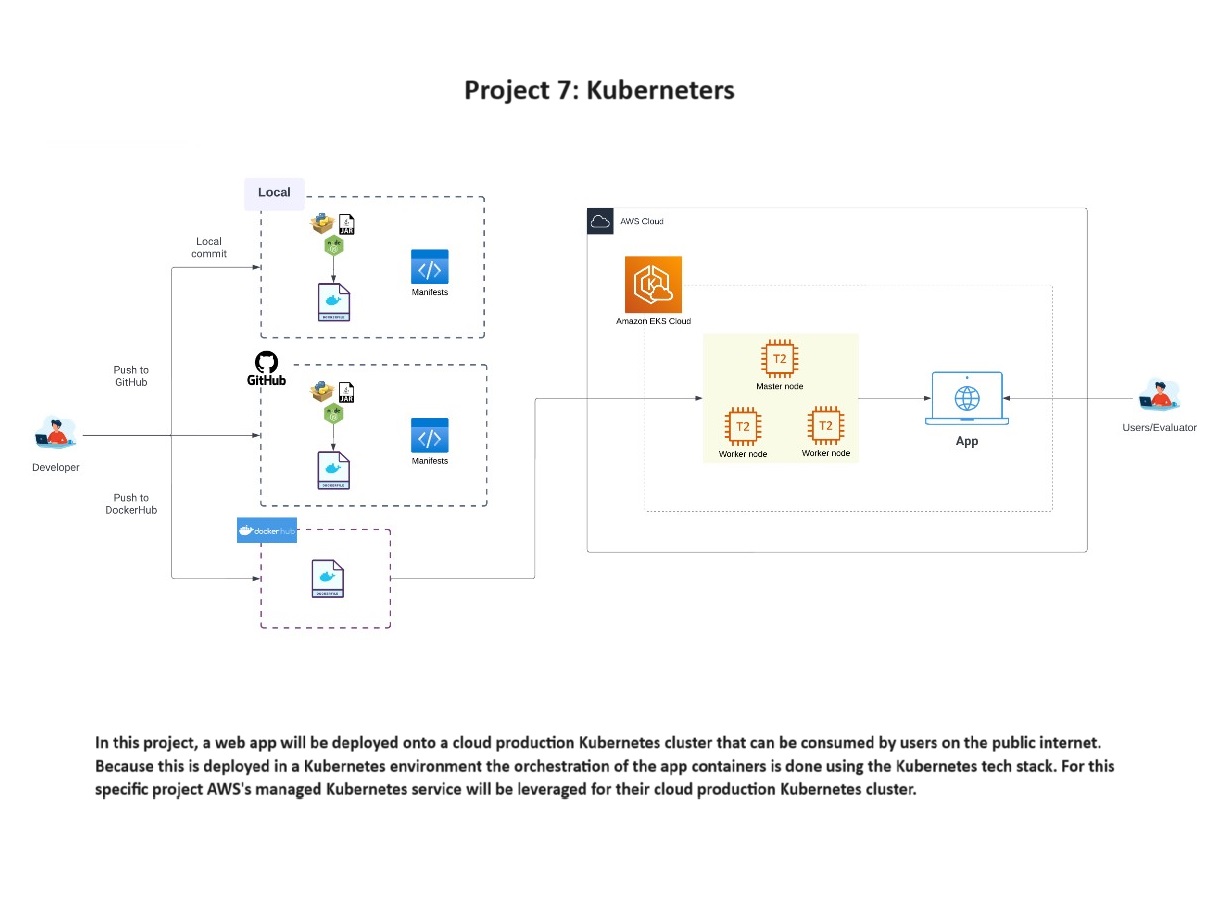 Project 7: Kuberneters
Local
JAR
Local
commit
DOCKERFILE
Manifests
AWS Cloud
Amazon EKS Cloud
T2
Master node
T2
Worker node
T2
Worker node
App
Users/Evaluator
Push to
GitHub
GitHub
JAR
DOCKERFILE
Manifests
Developer
Push to
DockerHub
dockerhub
DOCKERFILE
In this project, a web app will be deployed onto a cloud production Kubernetes cluster that can be consumed by users on the public internet.
Because this is deployed in a Kubernetes environment the orchestration of the app containers is done using the Kubernetes tech stack. For this
specific project AWS's managed Kubernetes service will be leveraged for their cloud production Kubernetes cluster.